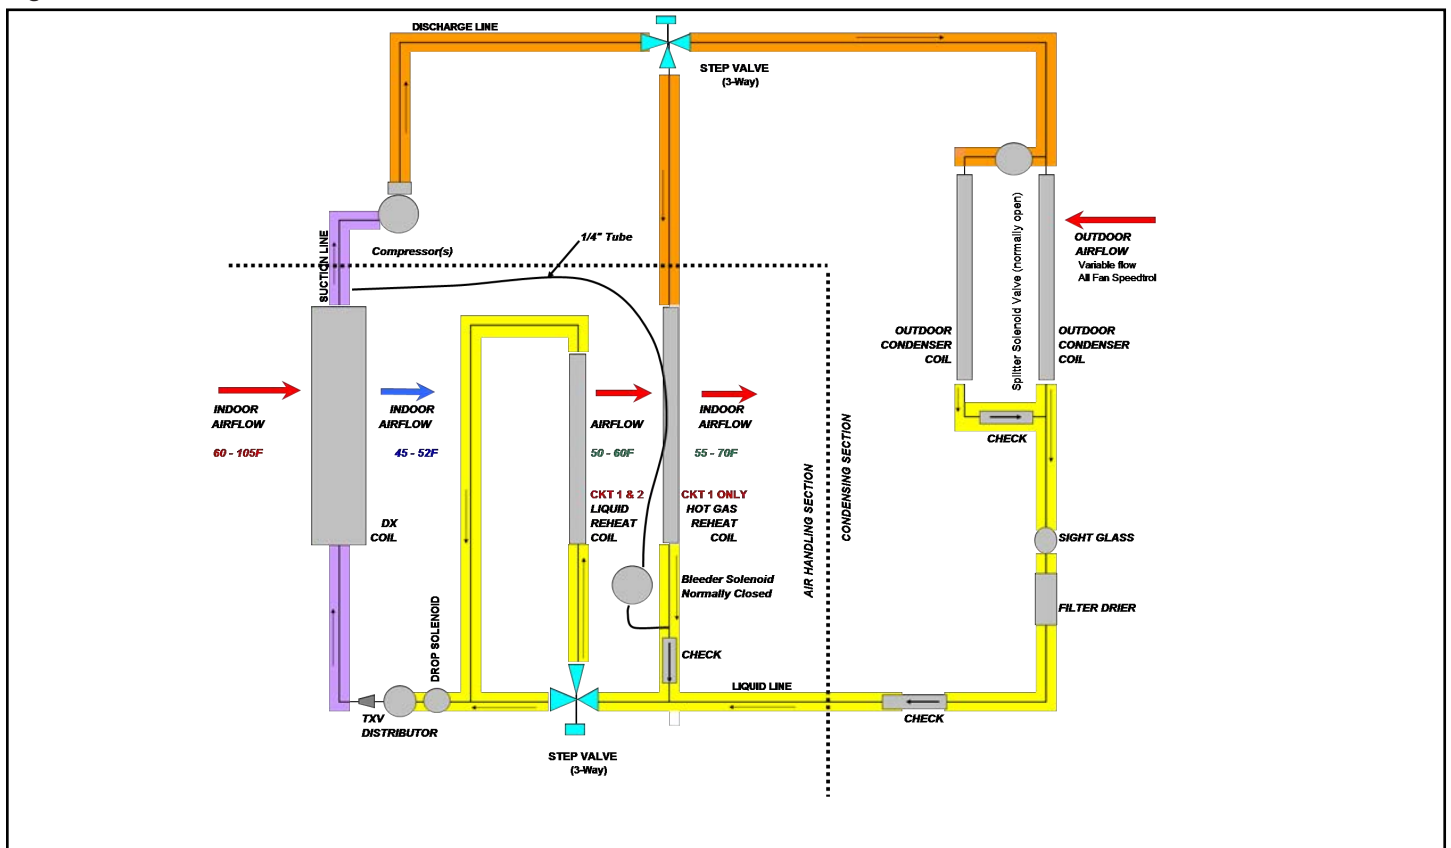 DISCHARGE LINE
STEP VALVE
(3-Way)
SUCTION LINE
Compressor(s)
1/4" Tube
Splitter Solenoid Valve (normally open)
OUTDOOR
AIRFLOW
Variable flow
All Fan Speedtrol
OUTDOOR
CONDENSER
COIL
OUTDOOR
CONDENSER
COIL
INDOOR
AIRFLOW
60 - 105F
INDOOR
AIRFLOW
45 - 52F
AIRFLOW
50 - 60F
INDOOR
AIRFLOW
55 - 70F
CKT 1 & 2
LIQUID
REHEAT
COIL
CKT 1 ONLY
HOT GAS
REHEAT
COIL
DX
COIL
AIR HANDLING SECTION
CONDENSING SECTION
CHECK
SIGHT GLASS
FILTER DRIER
Bleeder Solenoid
Normally Closed
DROP SOLENOID
CHECK
LIQUID LINE
TXV
DISTRIBUTOR
CHECK
STEP VALVE
(3-Way)